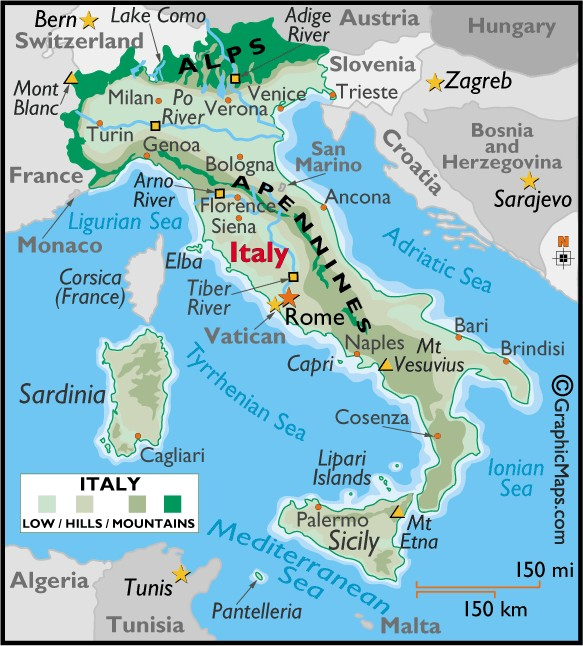 Bern
Lake Como
Adige
River
Austria
Hungary
Switzerland
ALPS
Slovenia
Mont
Blanc
Zagreb
Milan
Po
River
Verona
Venice
Trieste
Turin
Genoa
Bologna
San
Marino
Croatia
Bosnia
and
Herzegovina
Sarajevo
France
Arno
River
Florence
Siena
APENNINES
Ancona
Monaco
Ligurian Sea
Adriatic Sea
N
Elba
Italy
Corsica
(France)
Tiber
River
Rome
Vatican
Naples
Mt
Vesuvius
Bari
Brindisi
Capri
Tyrrhenian Sea
Sardinia
Cagliari
Cosenza
Lipari
Islands
Ionian
Sea
©GraphicMaps.com
ITALY
LOW / HILLS / MOUNTAINS
Palermo
Sicily
Mt
Etna
Mediterranean
Sea
150 mi
150 km
Algeria
Tunis
Tunisia
Pantelleria
Malta